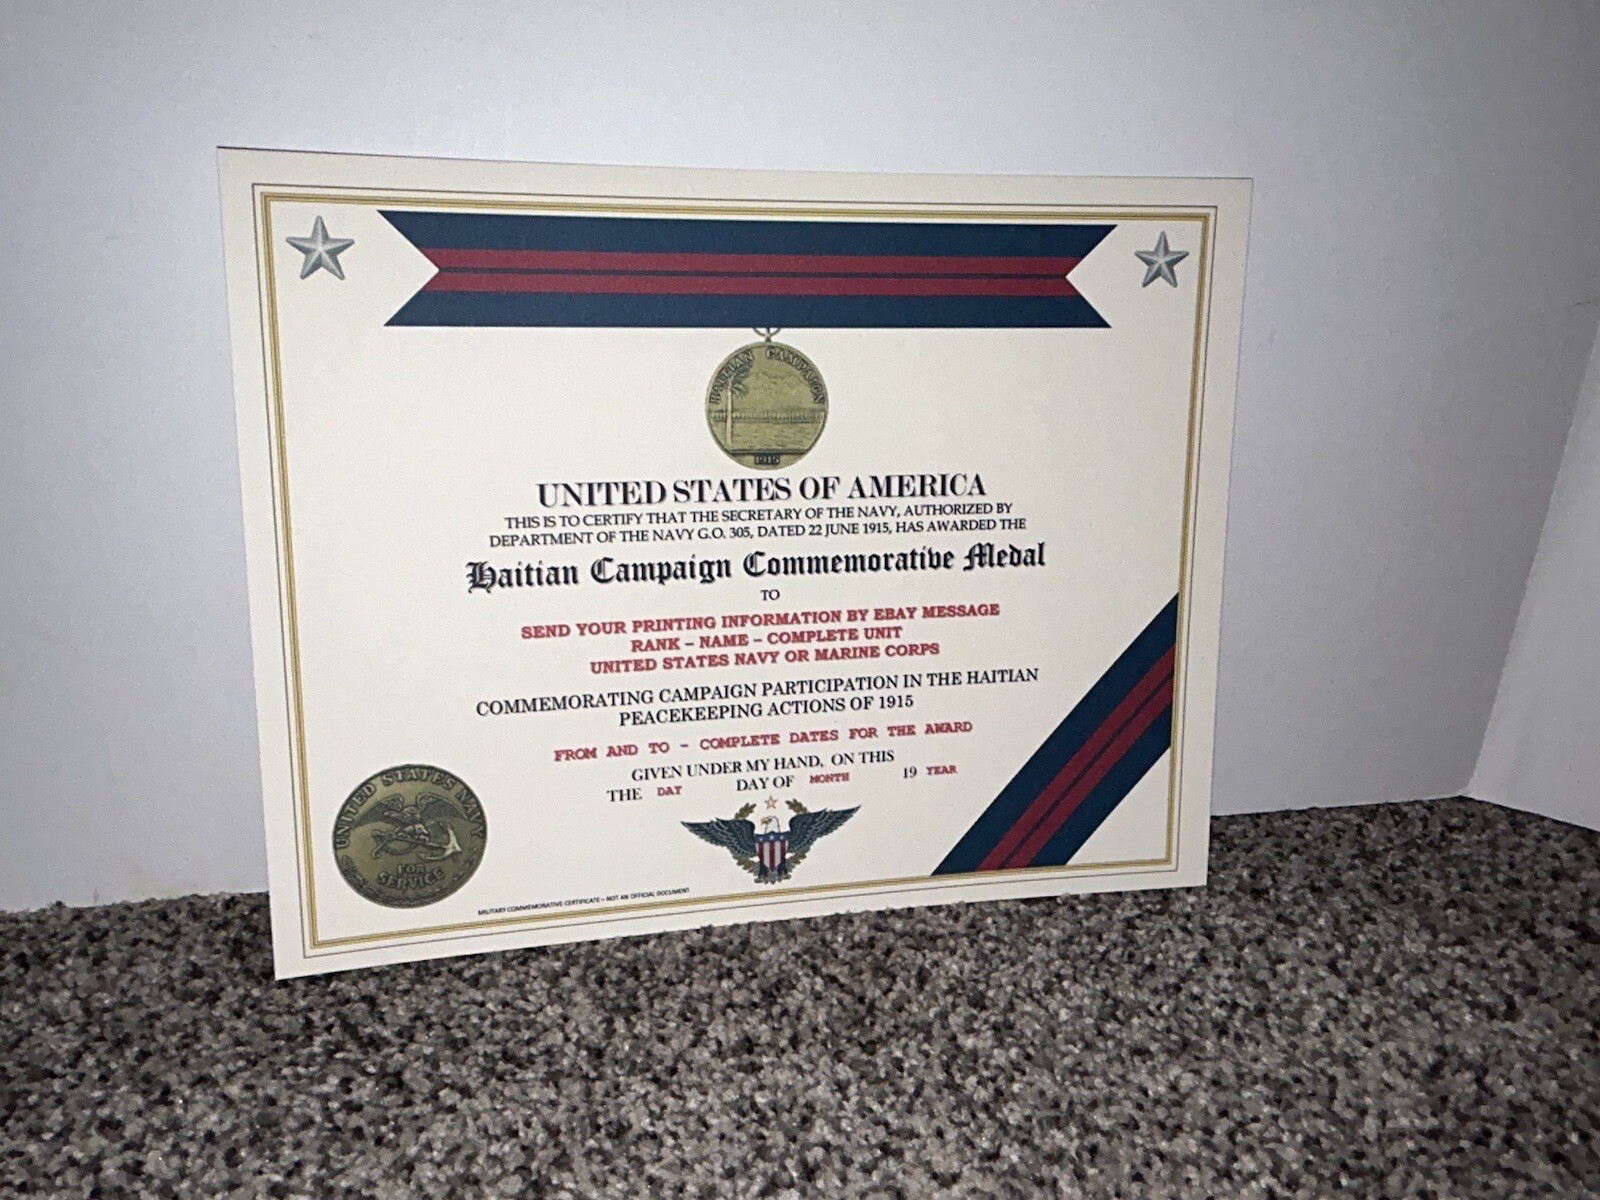 HAITIAN CAMPAIGN
1915
UNITED STATES OF AMERICA
THIS IS TO CERTIFY THAT THE SECRETARY OF THE NAVY, AUTHORIZED BY
DEPARTMENT OF THE NAVY G.O. 305, DATED 22 JUNE 1915, HAS AWARDED THE
Haitian Campaign Commemorative Medal
TO
SEND YOUR PRINTING INFORMATION BY EBAY MESSAGE
RANK – NAME – COMPLETE UNIT
UNITED STATES NAVY OR MARINE CORPS
COMMEMORATING CAMPAIGN PARTICIPATION IN THE HAITIAN
PEACEKEEPING ACTIONS OF 1915
FROM AND TO – COMPLETE DATES FOR THE AWARD
GIVEN UNDER MY HAND, ON THIS
THE DAY DAY OF MONTH 19 YEAR
UNITED STATES NAVY
FOR
SERVICE
MILITARY COMMEMORATIVE CERTIFICATE – NOT AN OFFICIAL DOCUMENT